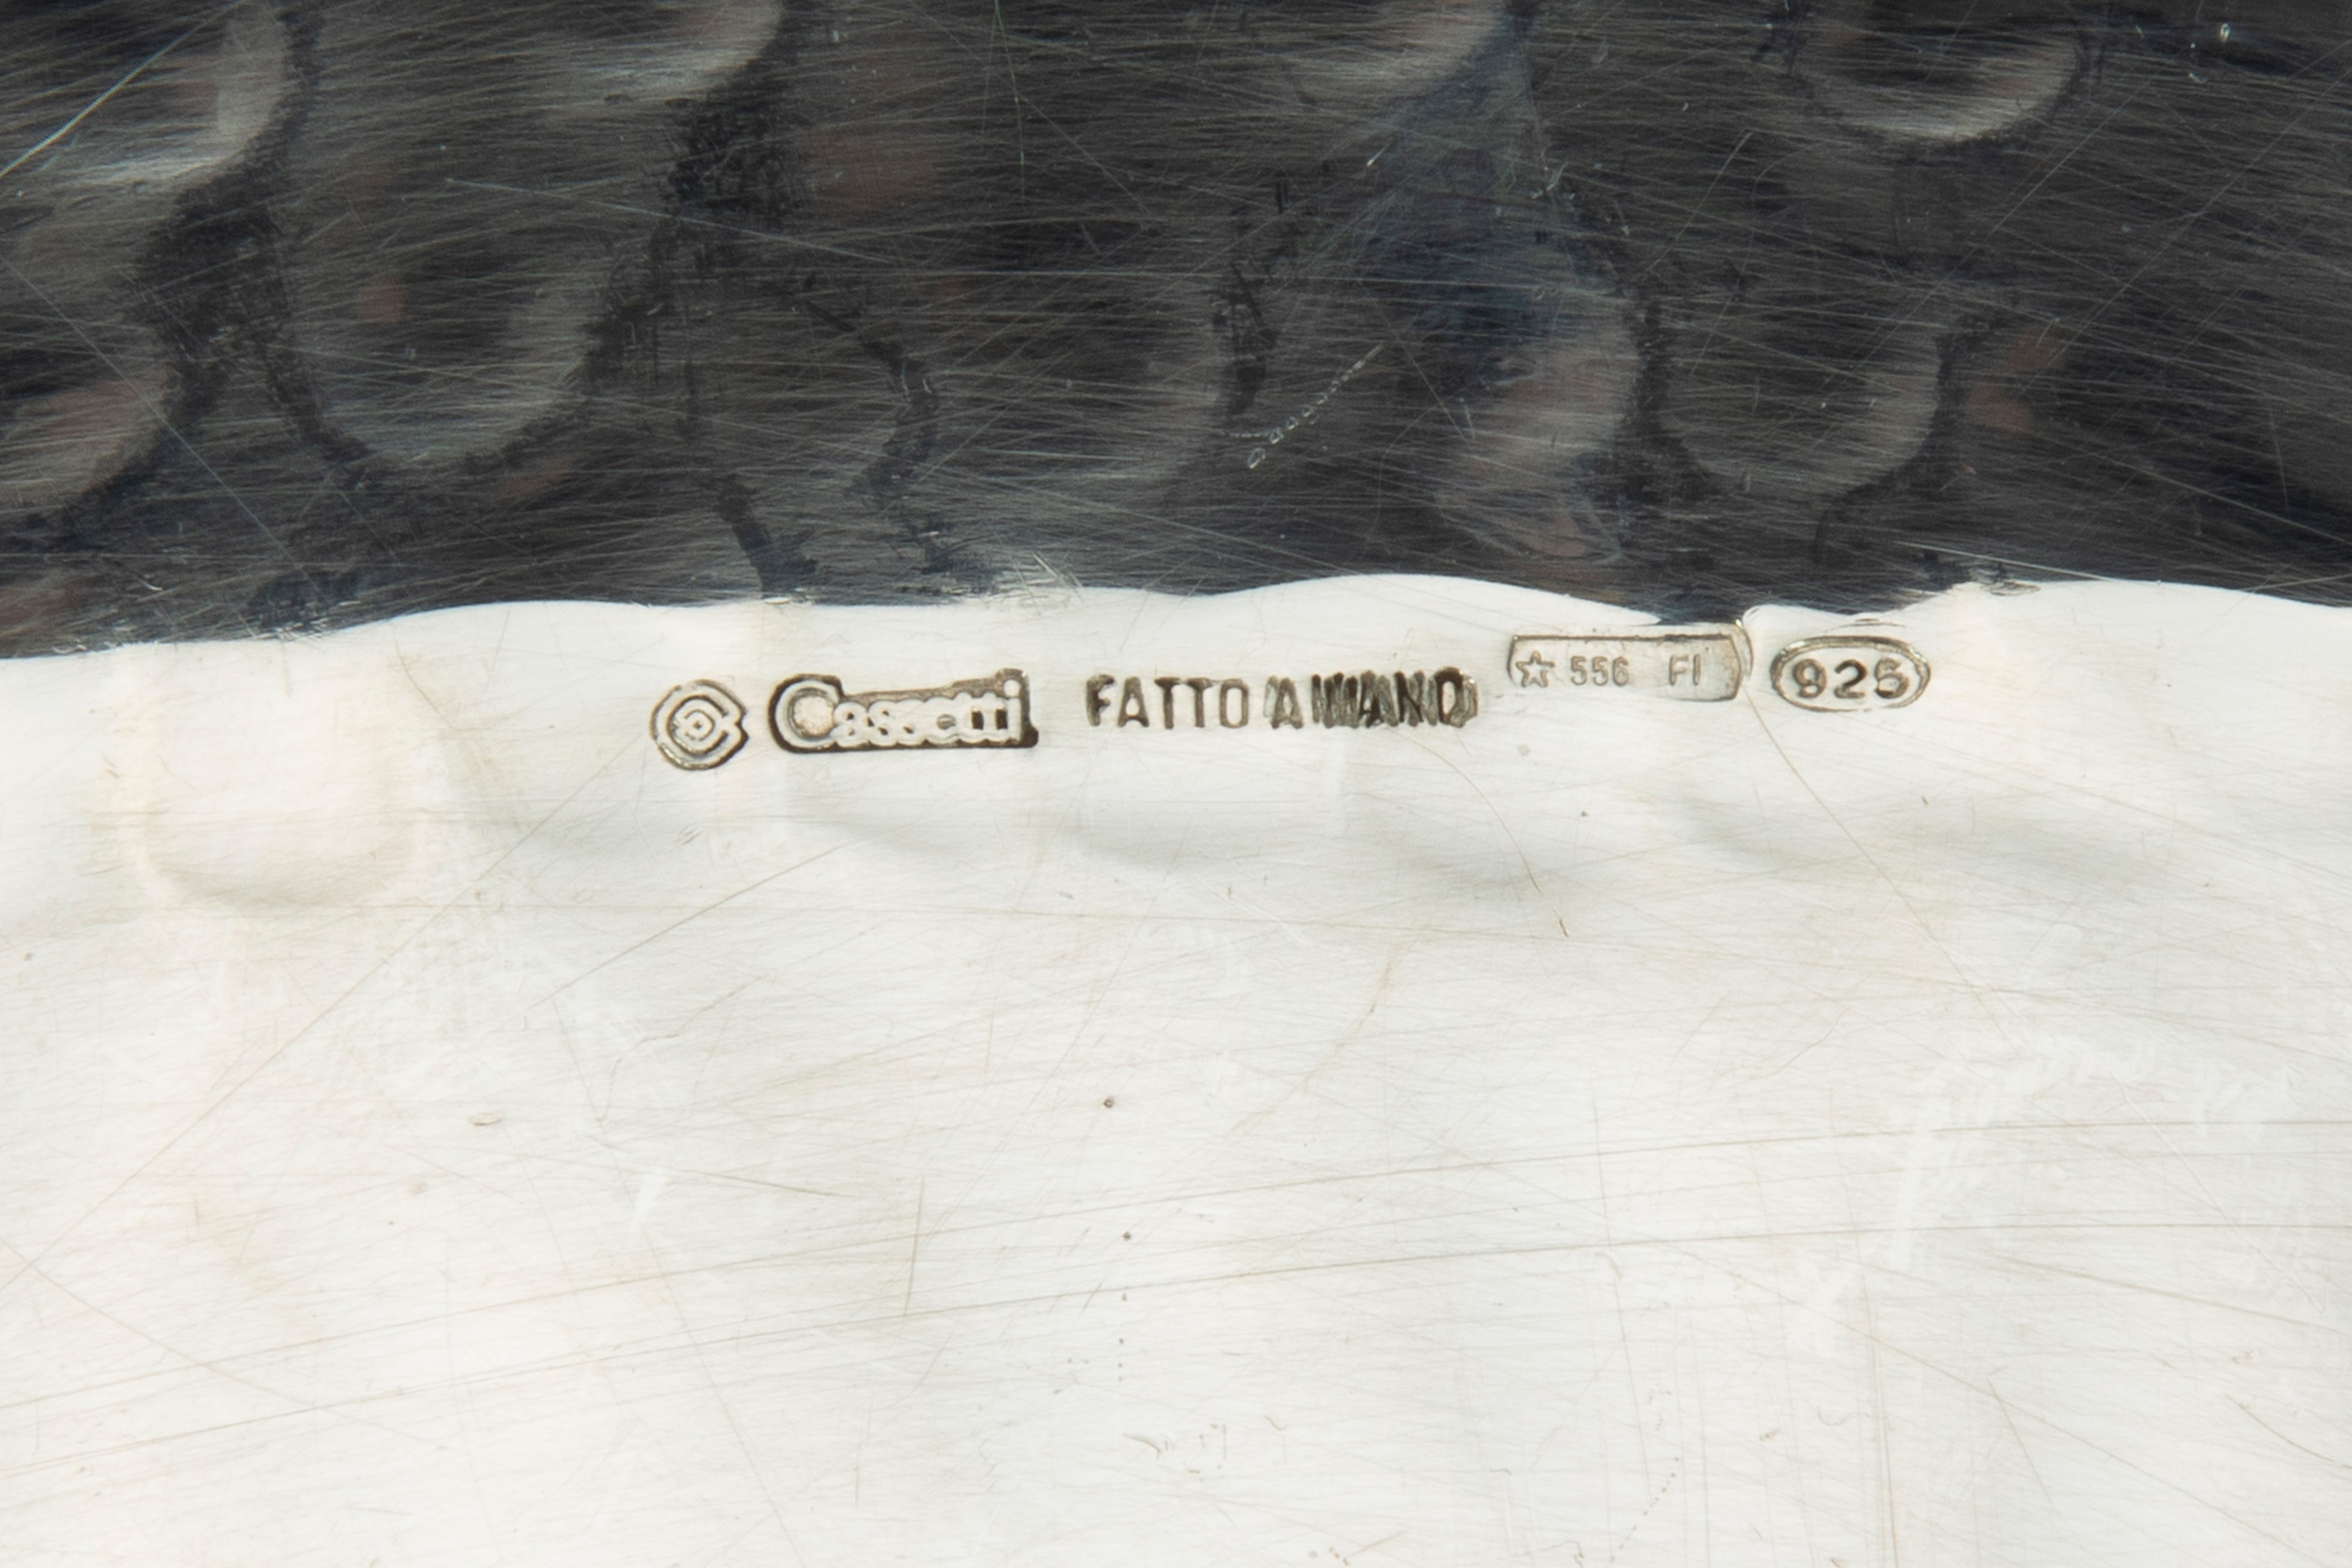 Cassetti FATTO A MANO ☆ 556 FI 925